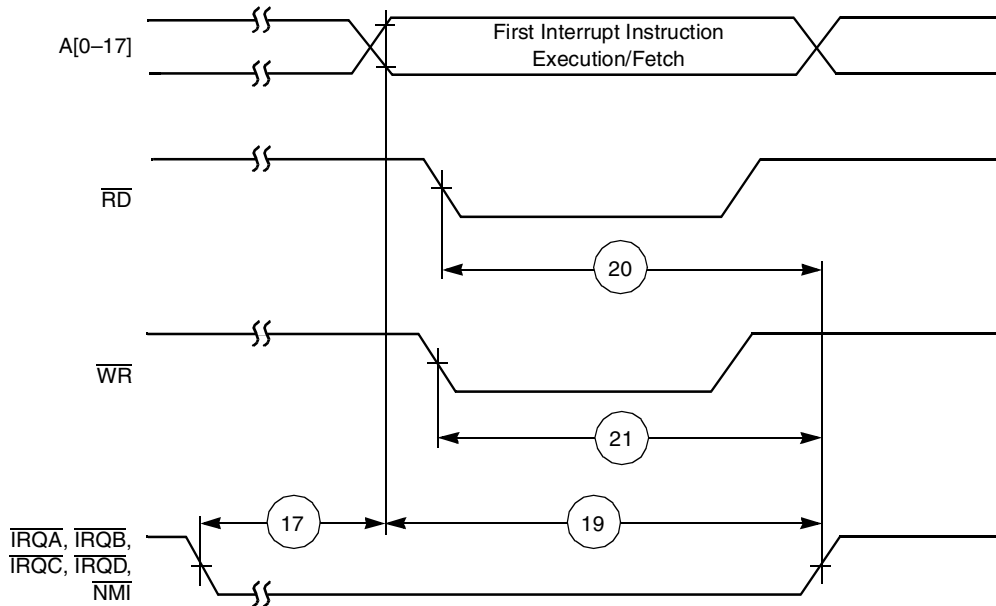 A[0–17]
First Interrupt Instruction
Execution/Fetch
RD
20
WR
21
17
19
IRQA, IRQB,
IRQC, IRQD,
NMI